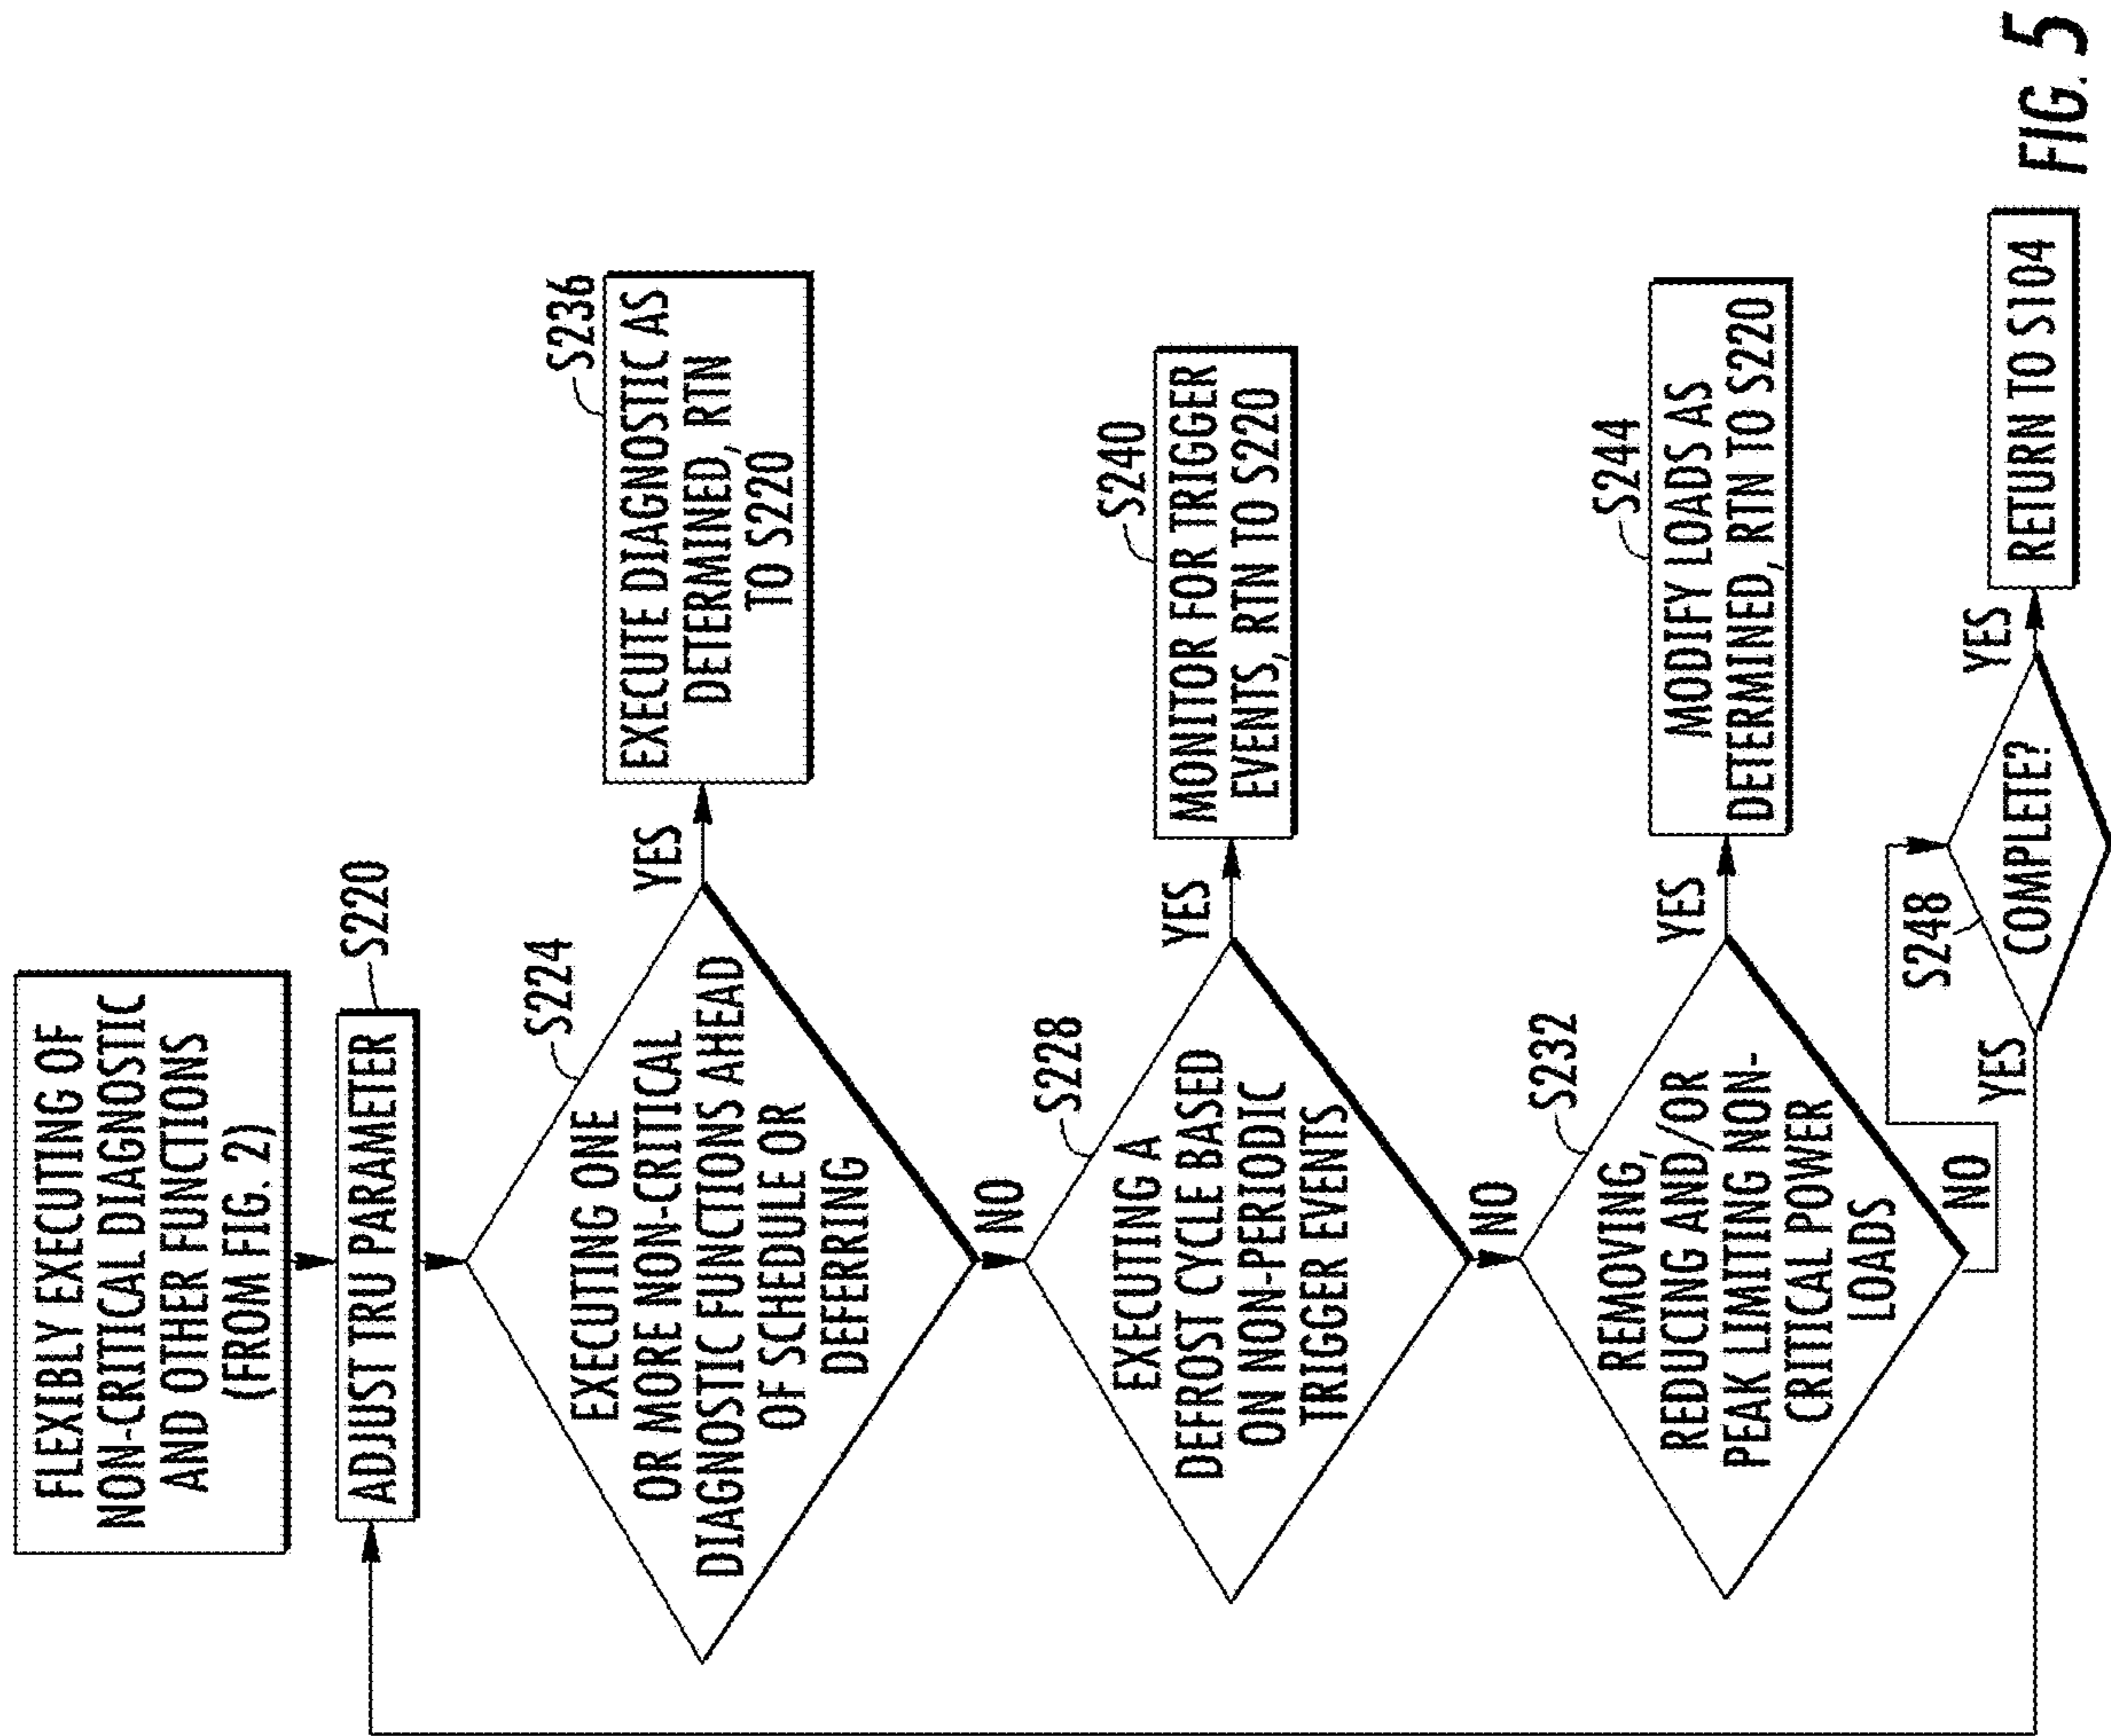 FLEXIBLY EXECUTING OF
NON-CRITICAL DIAGNOSTIC
AND OTHER FUNCTIONS
(FROM FIG. 2)
ADJUST TRU PARAMETER
S220
S224
EXECUTING ONE
OR MORE NON-CRITICAL
DIAGNOSTIC FUNCTIONS AHEAD
OF SCHEDULE OR
DEFERRING
YES
S236
EXECUTE DIAGNOSTIC AS
DETERMINED, RTN
TO S220
NO
S228
EXECUTING A
DEFROST CYCLE BASED
ON NON-PERIODIC
TRIGGER EVENTS
YES
S240
MONITOR FOR TRIGGER
EVENTS, RTN TO S220
NO
S232
REMOVING,
REDUCING AND/OR
PEAK LIMITING NON-
CRITICAL POWER
LOADS
YES
S244
MODIFY LOADS AS
DETERMINED, RTN TO S220
NO
S248
YES
COMPLETE?
YES
RETURN TO S104
FIG. 5